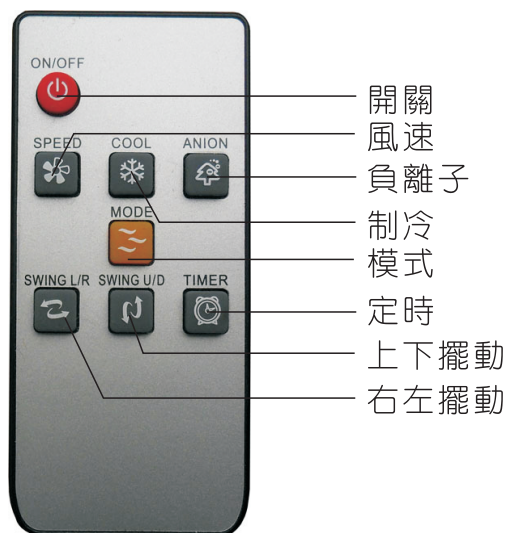 ON/OFF
開關
SPEED COOL ANION
風速
負離子
制冷
MODE
模式
SWING L/R SWING U/D TIMER
定時
上下擺動
右左擺動